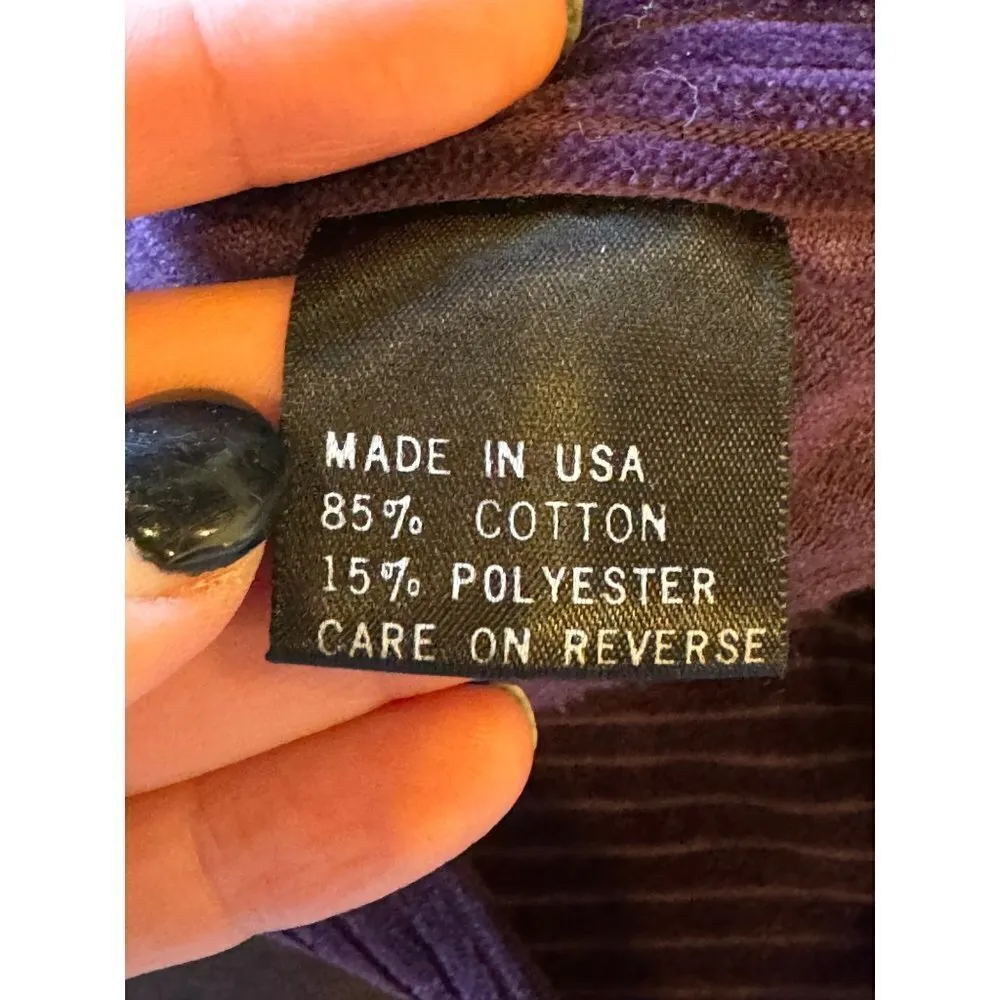 MADE IN USA
85% COTTON
15% POLYESTER
CARE ON REVERSE